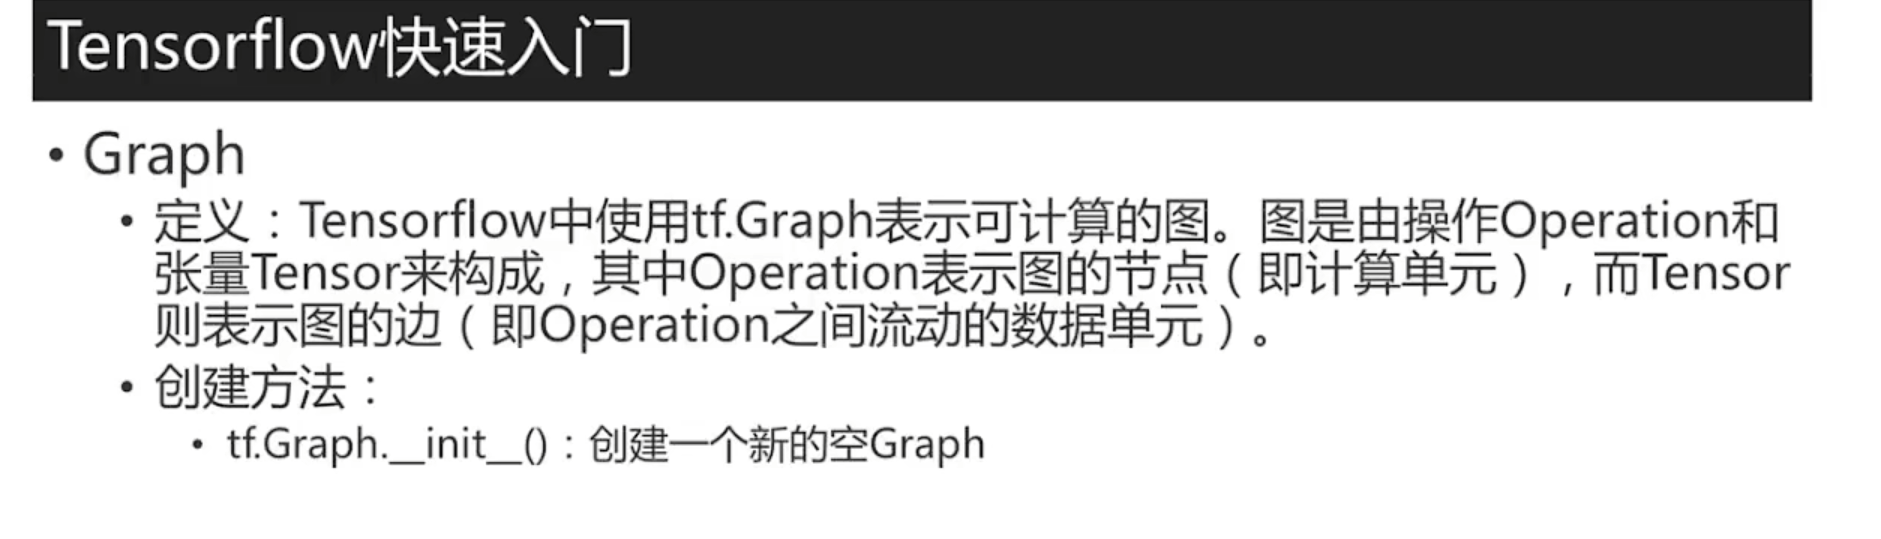 Tensorflow快速入门
• Graph
• 定义：Tensorflow中使用tf.Graph表示可计算的图。图是由操作Operation和
张量Tensor来构成，其中Operation表示图的节点（即计算单元），而Tensor
则表示图的边（即Operation之间流动的数据单元）。
• 创建方法：
• tf.Graph.__init__()：创建一个新的空Graph